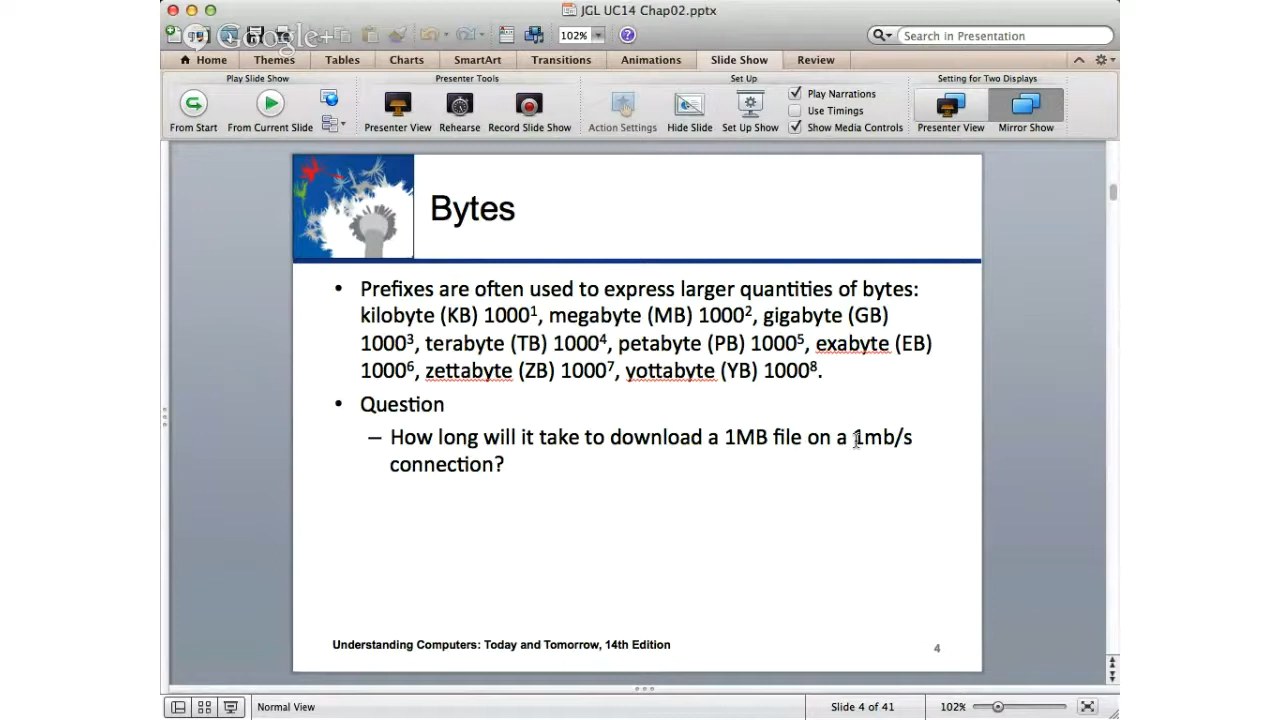 JGL UC14 Chap02.pptx
Google+
102%
Search in Presentation
Home Themes Tables Charts SmartArt Transitions Animations Slide Show Review
Play Slide Show Presenter Tools Set Up Setting for Two Displays
Play Narrations
Use Timings
Show Media Controls
From Start From Current Slide Presenter View Rehearse Record Slide Show Action Settings Hide Slide Set Up Show Presenter View Mirror Show
Bytes
• Prefixes are often used to express larger quantities of bytes:
kilobyte (KB) 1000¹, megabyte (MB) 1000², gigabyte (GB)
1000³, terabyte (TB) 1000⁴, petabyte (PB) 1000⁵, exabyte (EB)
1000⁶, zettabyte (ZB) 1000⁷, yottabyte (YB) 1000⁸.
• Question
– How long will it take to download a 1MB file on a 1mb/s
connection?
Understanding Computers: Today and Tomorrow, 14th Edition
4
Normal View Slide 4 of 41 102%